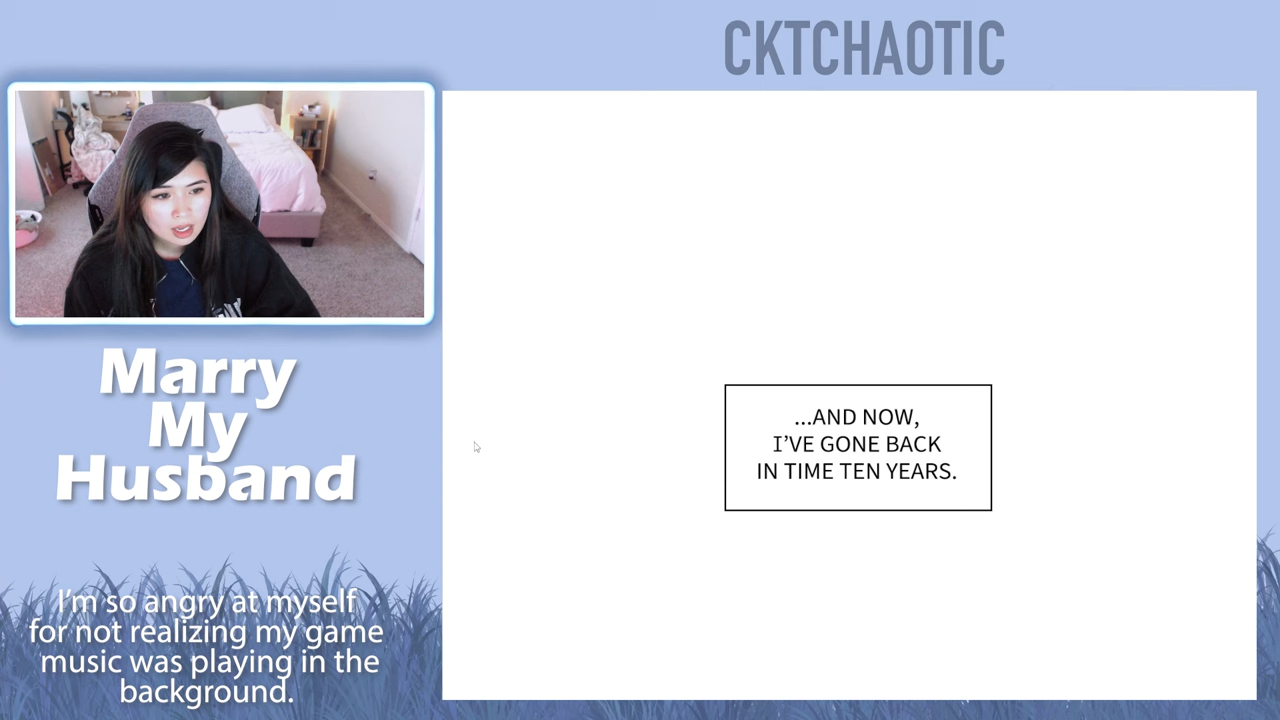 CKTCHAOTIC
Marry
My
Husband
I'm so angry at myself
for not realizing my game
music was playing in the
background.
...AND NOW,
I'VE GONE BACK
IN TIME TEN YEARS.